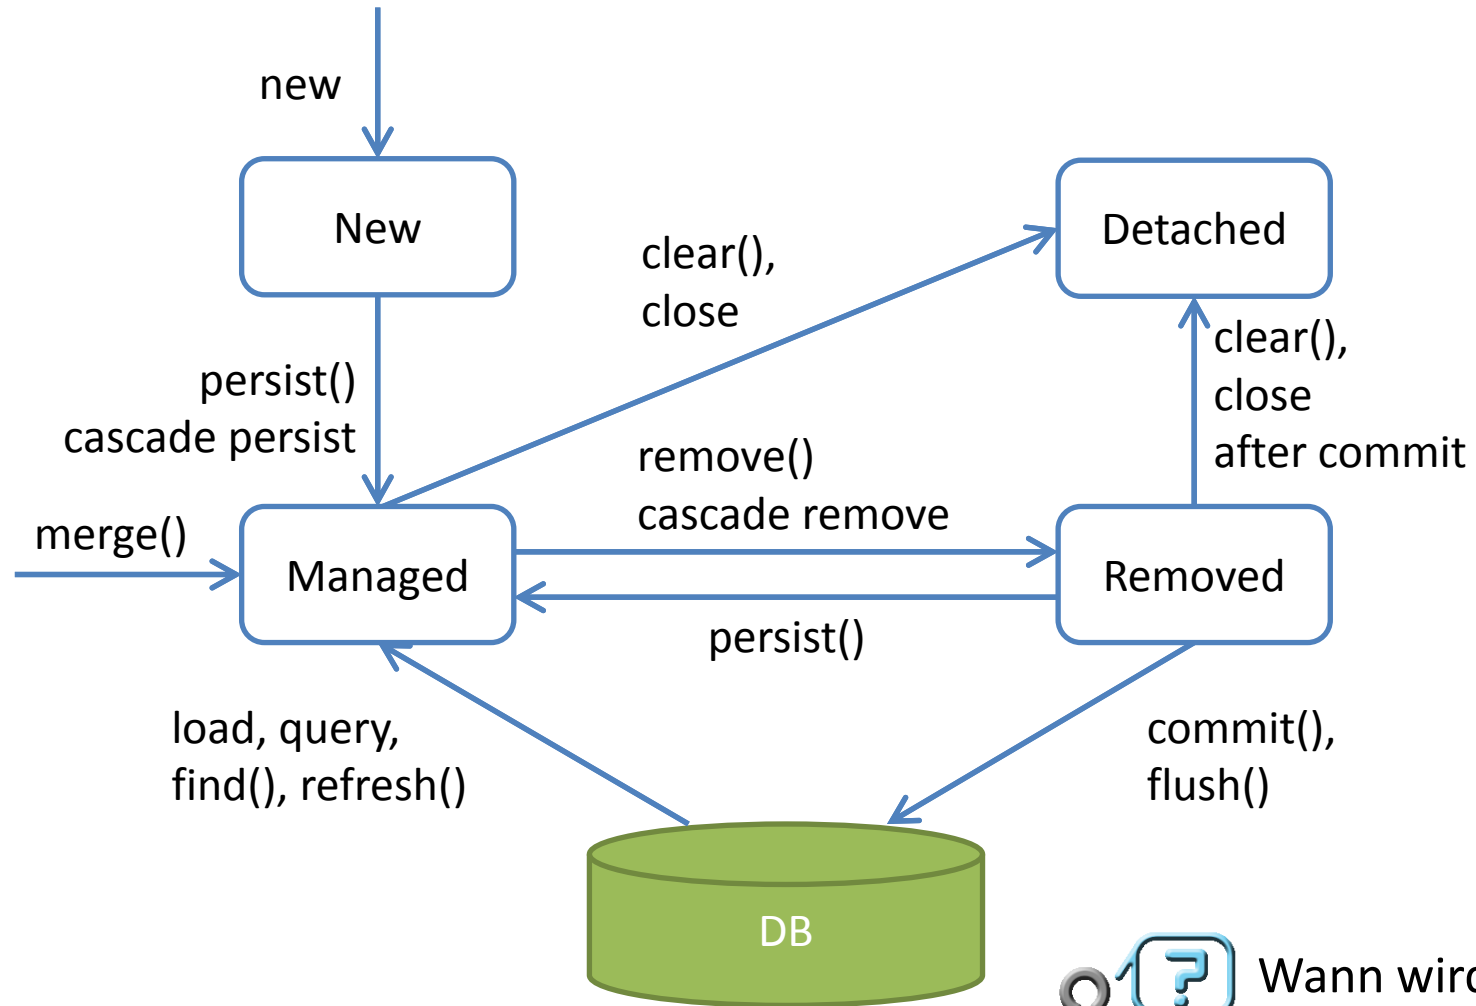 new
New
Detached
clear(),
close
clear(),
close
after commit
persist()
cascade persist
remove()
cascade remove
merge()
Managed
Removed
persist()
load, query,
find(), refresh()
commit(),
flush()
DB
?
Wann